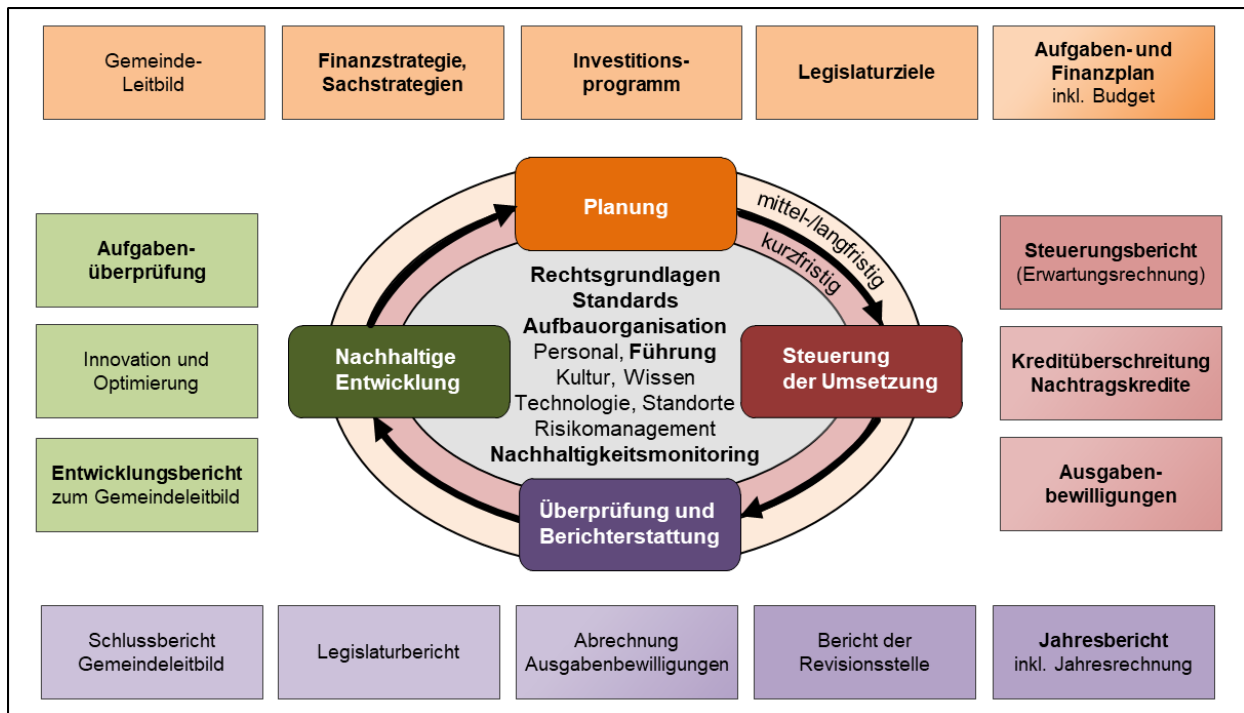 Gemeinde-
Leitbild
Finanzstrategie,
Sachstrategien
Investitions-
programm
Legislaturziele
Aufgaben- und
Finanzplan
inkl. Budget
Planung
mittel-/langfristig
kurzfristig
Aufgaben-
überprüfung
Innovation und
Optimierung
Entwicklungsbericht
zum Gemeindeleitbild
Nachhaltige
Entwicklung
Rechtsgrundlagen
Standards
Aufbauorganisation
Personal, Führung
Kultur, Wissen
Technologie, Standorte
Risikomanagement
Nachhaltigkeitsmonitoring
Steuerung
der Umsetzung
Steuerungsbericht
(Erwartungsrechnung)
Kreditüberschreitung
Nachtragskredite
Ausgaben-
bewilligungen
Überprüfung und
Berichterstattung
Schlussbericht
Gemeindeleitbild
Legislaturbericht
Abrechnung
Ausgabenbewilligungen
Bericht der
Revisionsstelle
Jahresbericht
inkl. Jahresrechnung